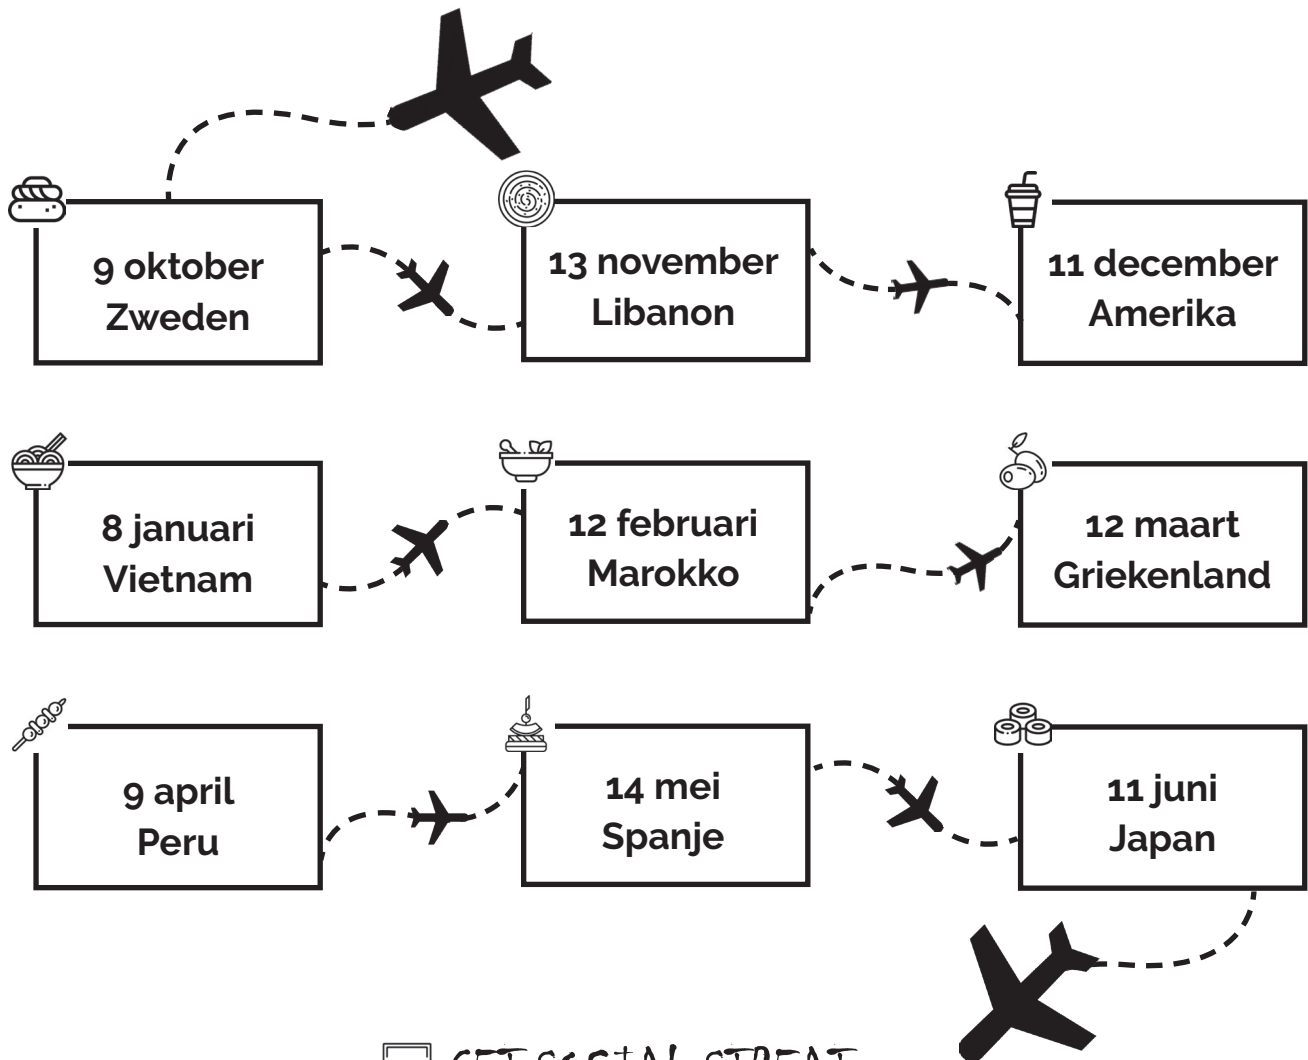 9 oktober
Zweden
13 november
Libanon
11 december
Amerika
8 januari
Vietnam
12 februari
Marokko
12 maart
Griekenland
9 april
Peru
14 mei
Spanje
11 juni
Japan